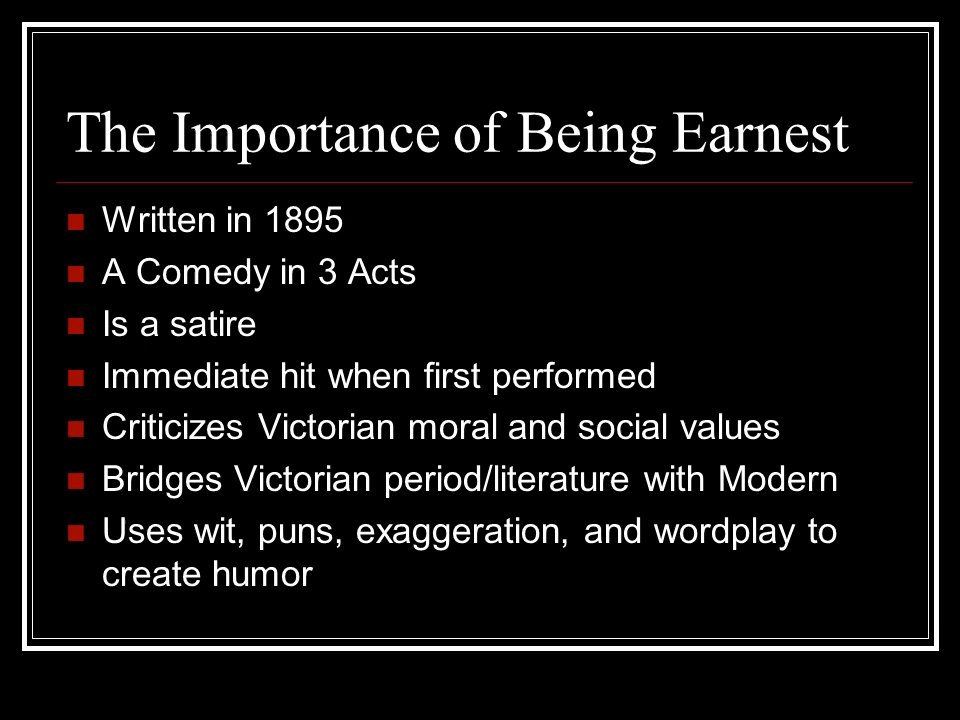 The Importance of Being Earnest
Written in 1895
A Comedy in 3 Acts
Is a satire
Immediate hit when first performed
Criticizes Victorian moral and social values
Bridges Victorian period/literature with Modern
Uses wit, puns, exaggeration, and wordplay to
create humor